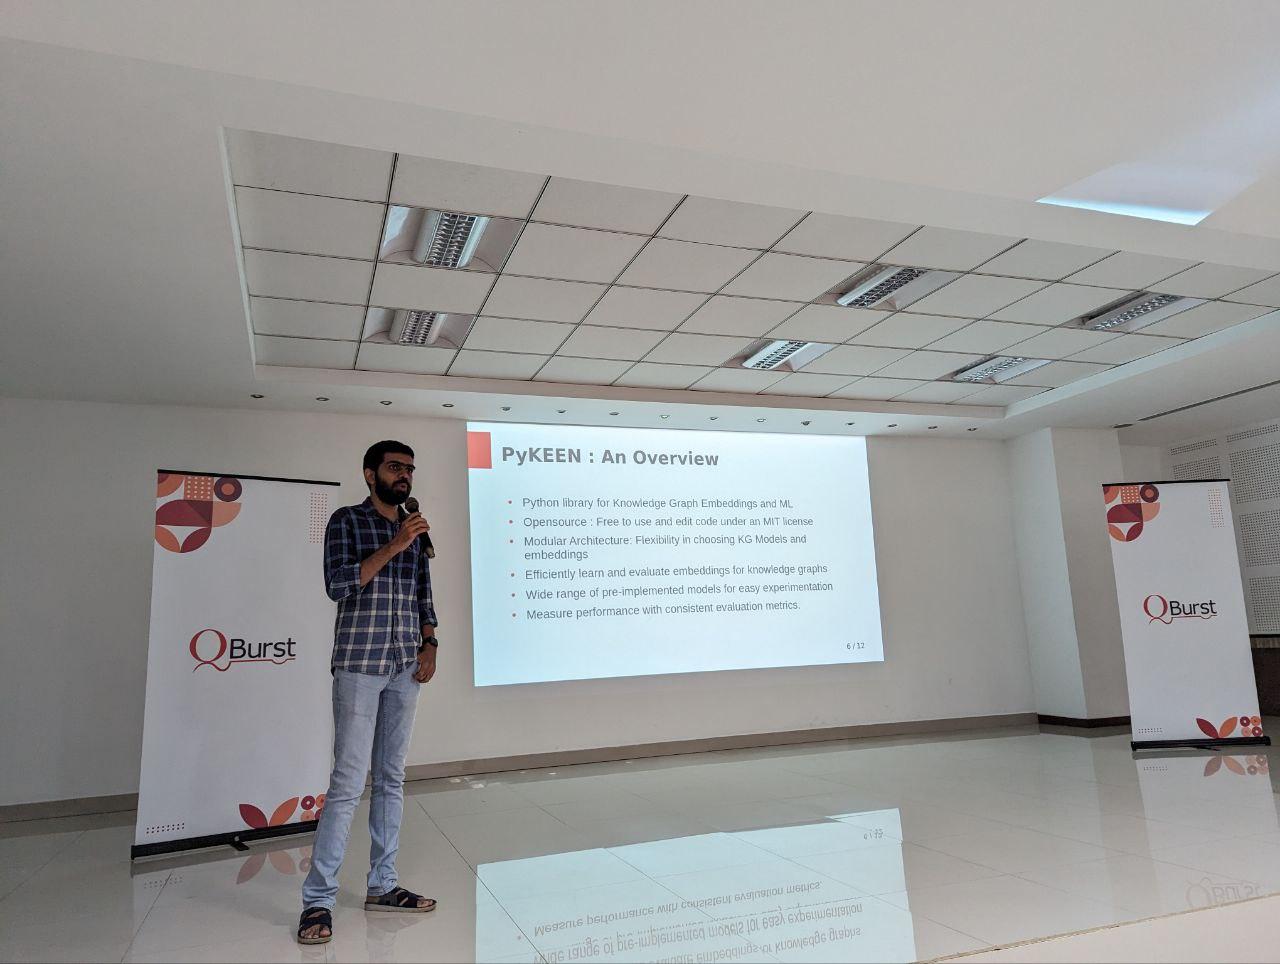 PyKEEN : An Overview
• Python library for Knowledge Graph Embeddings and ML
• Opensource : Free to use and edit code under an MIT license
• Modular Architecture: Flexibility in choosing KG Models and
embeddings
• Efficiently learn and evaluate embeddings for knowledge graphs
• Wide range of pre-implemented models for easy experimentation
• Measure performance with consistent evaluation metrics.
6 / 12
QBurst
QBurst